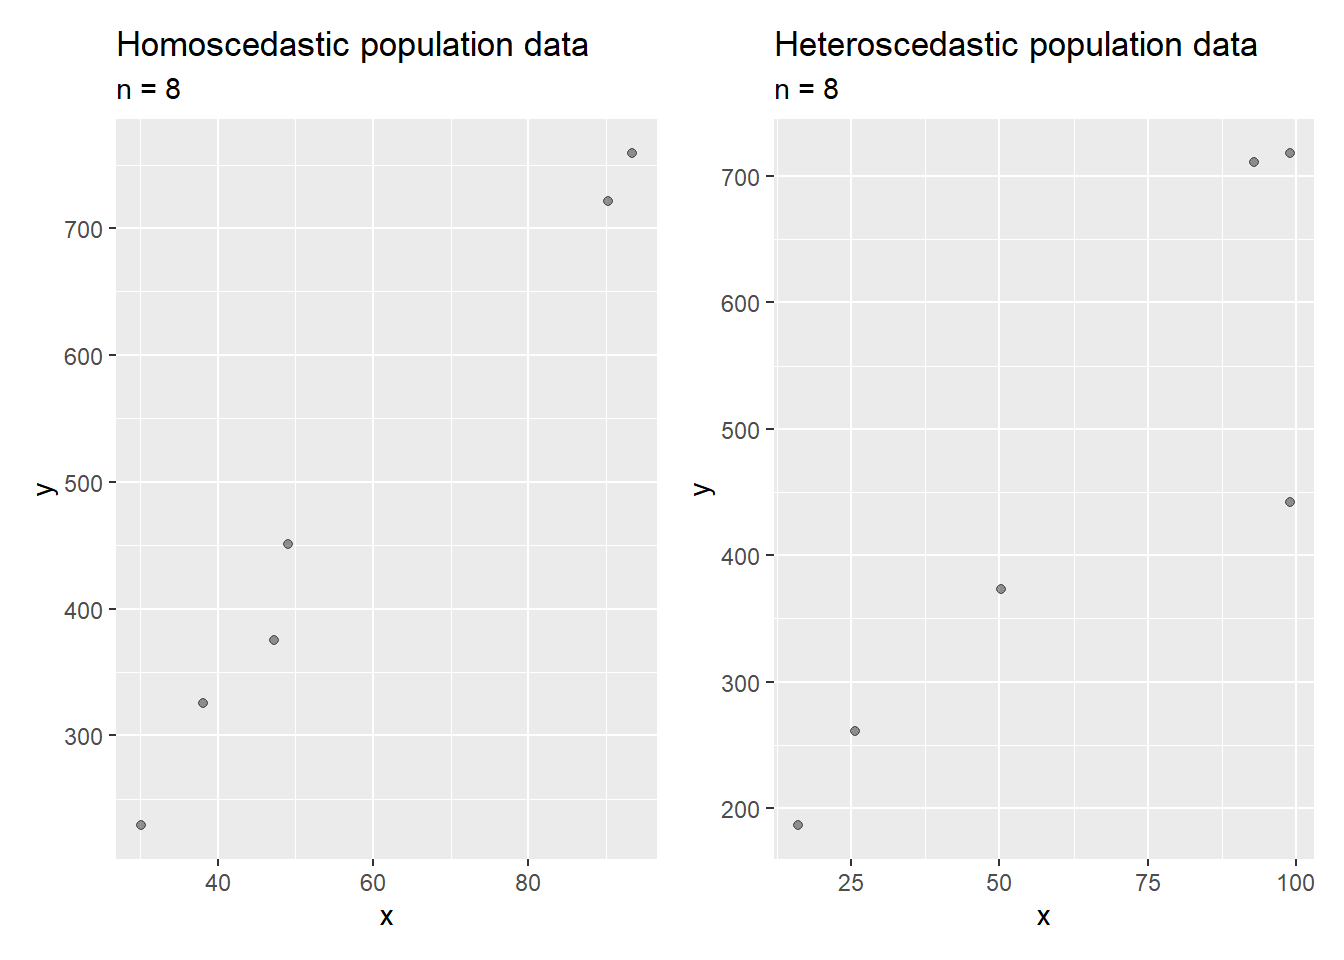 Homoscedastic population data
n = 8
700
600
500
400
300
y
40 60 80
x
Heteroscedastic population data
n = 8
700
600
500
400
300
200
y
25 50 75 100
x